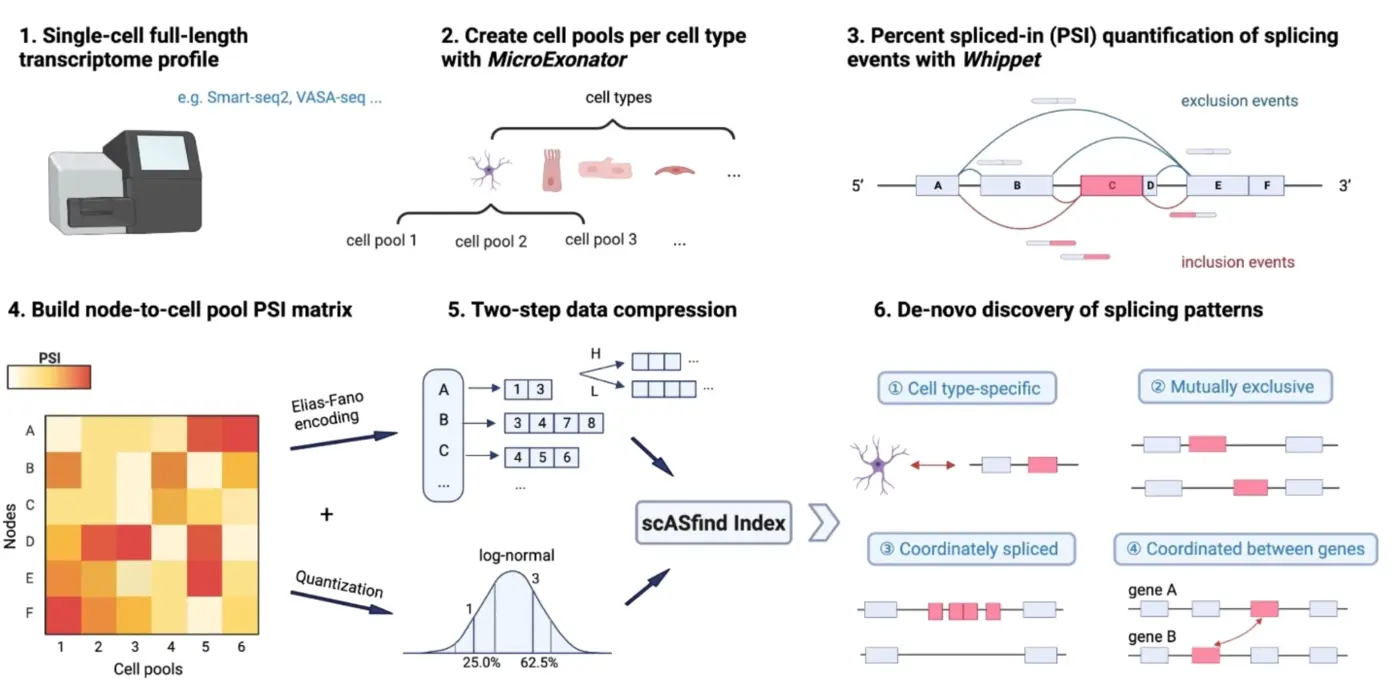 1. Single-cell full-length
transcriptome profile
e.g. Smart-seq2, VASA-seq ...
2. Create cell pools per cell type
with MicroExonator
cell types
...
cell pool 1
cell pool 2
cell pool 3
...
3. Percent spliced-in (PSI) quantification of splicing
events with Whippet
exclusion events
5’
A
B
C
D
E
F
3’
inclusion events
4. Build node-to-cell pool PSI matrix
PSI
Nodes
A
B
C
D
E
F
1 2 3 4 5 6
Cell pools
Elias-Fano
encoding
+
Quantization
5. Two-step data compression
A
B
C
...
1 3
3 4 7 8
4 5 6
...
H
L
...
...
log-normal
1
3
25.0%
62.5%
scASfind Index
6. De-novo discovery of splicing patterns
① Cell type-specific
② Mutually exclusive
③ Coordinately spliced
④ Coordinated between genes
gene A
gene B